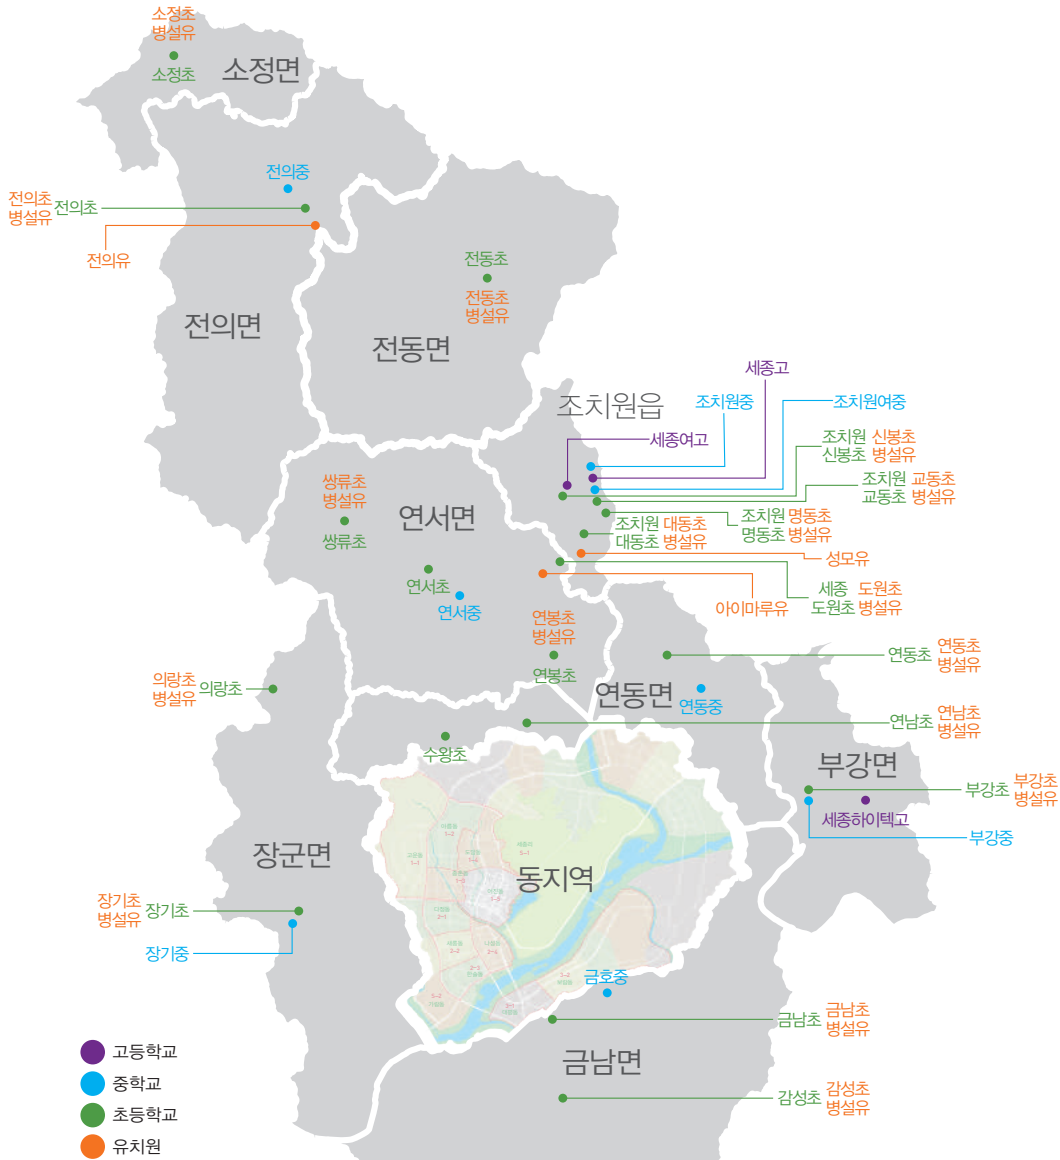 소정초
병설유
소정초
소정면
전의중
전의초
병설유
전의초
전의유
전동초
전동초
병설유
전의면
전동면
세종고
조치원읍
조치원중
조치원여중
세종여고
조치원 신봉초
신봉초 병설유
조치원 교동초
교동초 병설유
쌍류초
병설유
연서면
쌍류초
조치원 대동초
대동초 병설유
조치원 명동초
명동초 병설유
성모유
연서초
연서중
아이마루유
세종 도원초
도원초 병설유
연봉초
병설유
연봉초
연동초
연동초
병설유
의랑초
병설유
의랑초
연동면
연동중
연남초
연남초
병설유
수왕초
부강면
부강초
부강초
병설유
세종하이텍고
부강중
장군면
동지역
장기초
병설유
장기초
장기중
금호중
금남초
금남초
병설유
금남면
감성초
감성초
병설유
고등학교
중학교
초등학교
유치원